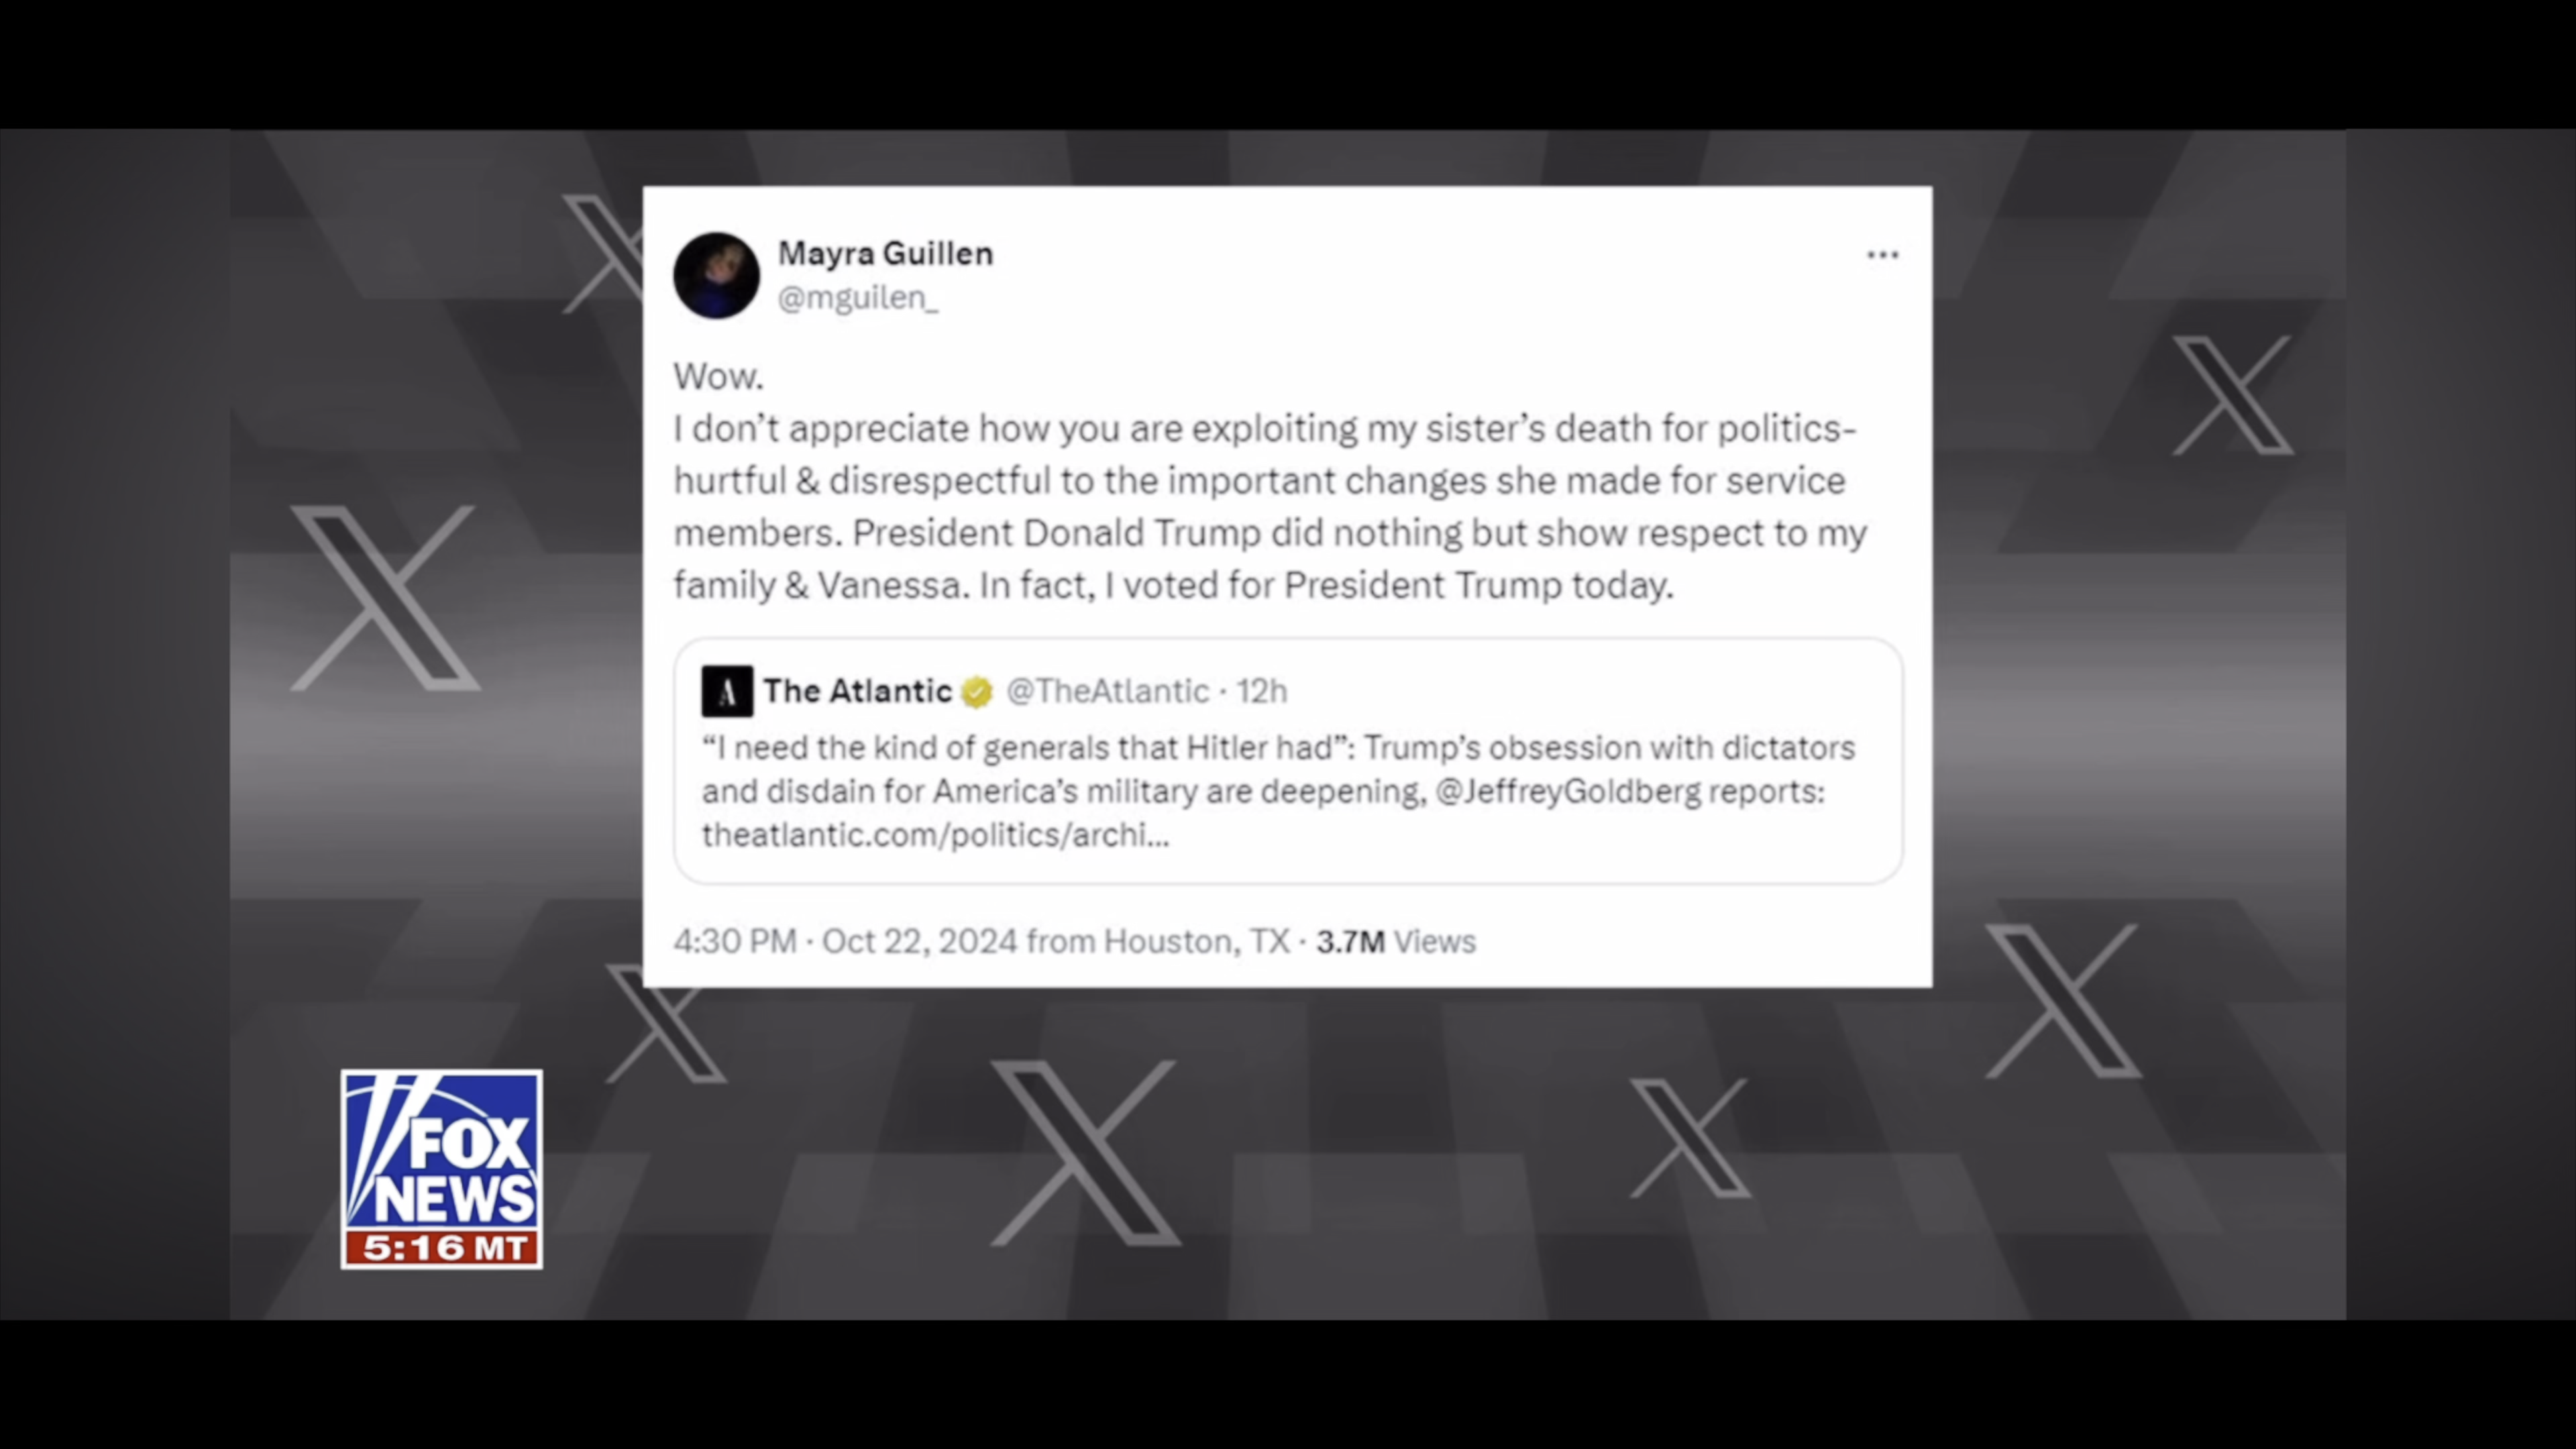 Mayra Guillen
@mguilen_
Wow.
I don’t appreciate how you are exploiting my sister’s death for politics-
hurtful & disrespectful to the important changes she made for service
members. President Donald Trump did nothing but show respect to my
family & Vanessa. In fact, I voted for President Trump today.
A The Atlantic @TheAtlantic · 12h
“I need the kind of generals that Hitler had”: Trump’s obsession with dictators
and disdain for America’s military are deepening, @JeffreyGoldberg reports:
theatlantic.com/politics/archi...
4:30 PM · Oct 22, 2024 from Houston, TX · 3.7M Views
FOX
NEWS
5:16 MT